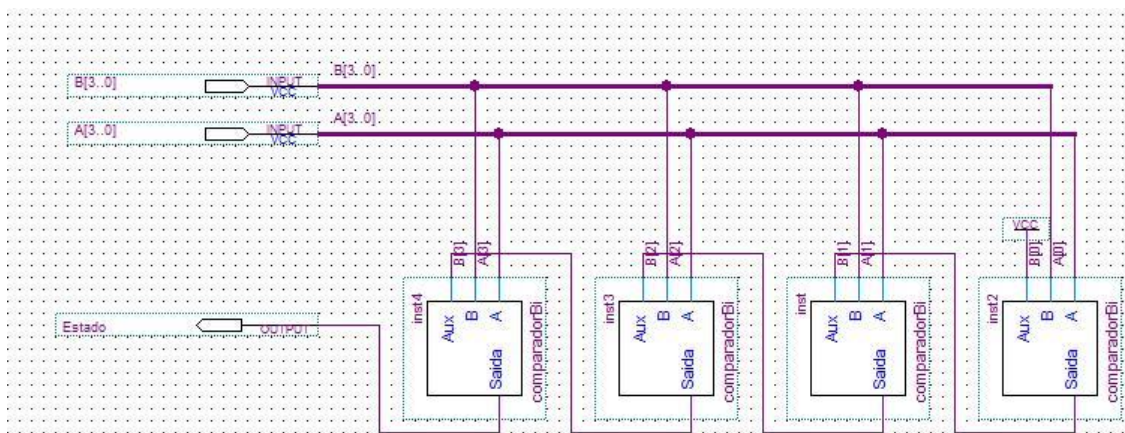 B[3..0] INPUT VCC B[3..0]
A[3..0] INPUT VCC A[3..0]
VCC
B[3] A[3] B[2] A[2] B[1] A[1] B[0] A[0]
inst4 inst3 inst inst2
Aux B A Aux B A Aux B A Aux B A
Estado OUTPUT
Saida Saida Saida Saida
comparadorBi comparadorBi comparadorBi comparadorBi